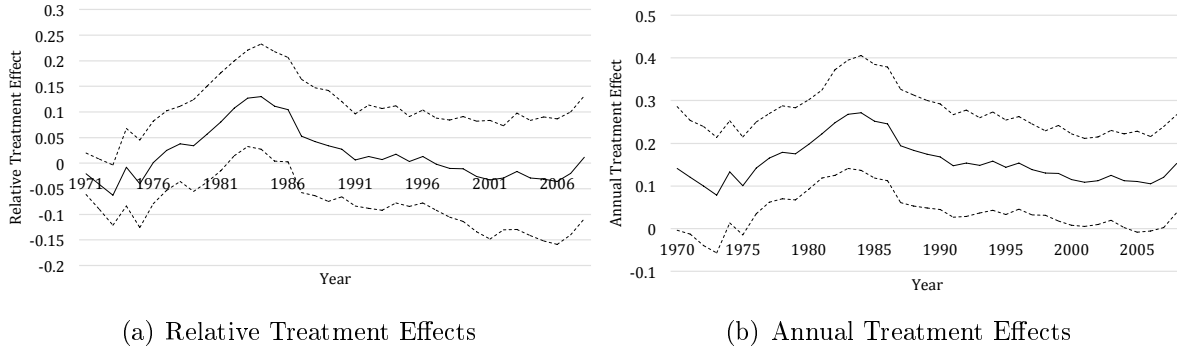 Relative Treatment Effect
0.3
0.25
0.2
0.15
0.1
0.05
0
-0.05
-0.1
-0.15
-0.2
1971 1976 1981 1986 1991 1996 2001 2006
Year
(a) Relative Treatment Effects
Annual Treatment Effect
0.5
0.4
0.3
0.2
0.1
0
-0.1
1970 1975 1980 1985 1990 1995 2000 2005
Year
(b) Annual Treatment Effects